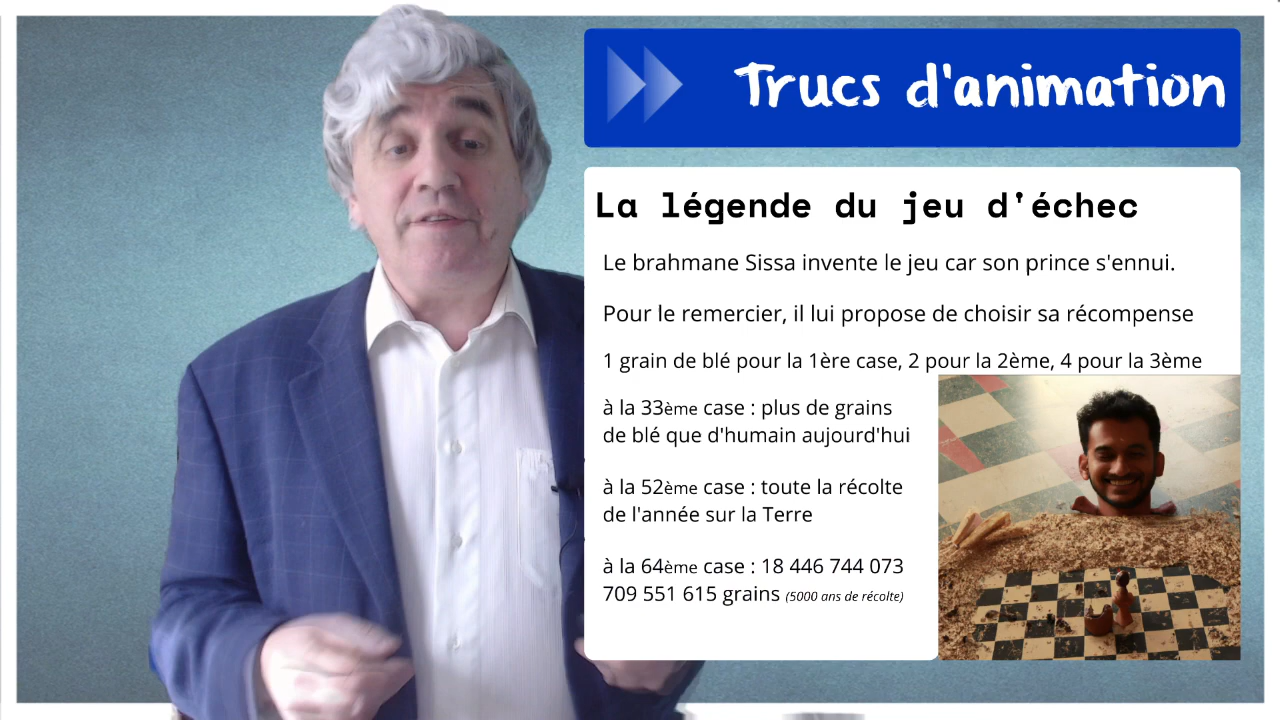 Trucs d'animation
La légende du jeu d'échec
Le brahmane Sissa invente le jeu car son prince s'ennui.
Pour le remercier, il lui propose de choisir sa récompense
1 grain de blé pour la 1ère case, 2 pour la 2ème, 4 pour la 3ème
à la 33ème case : plus de grains
de blé que d'humain aujourd'hui
à la 52ème case : toute la récolte
de l'année sur la Terre
à la 64ème case : 18 446 744 073
709 551 615 grains (5000 ans de récolte)